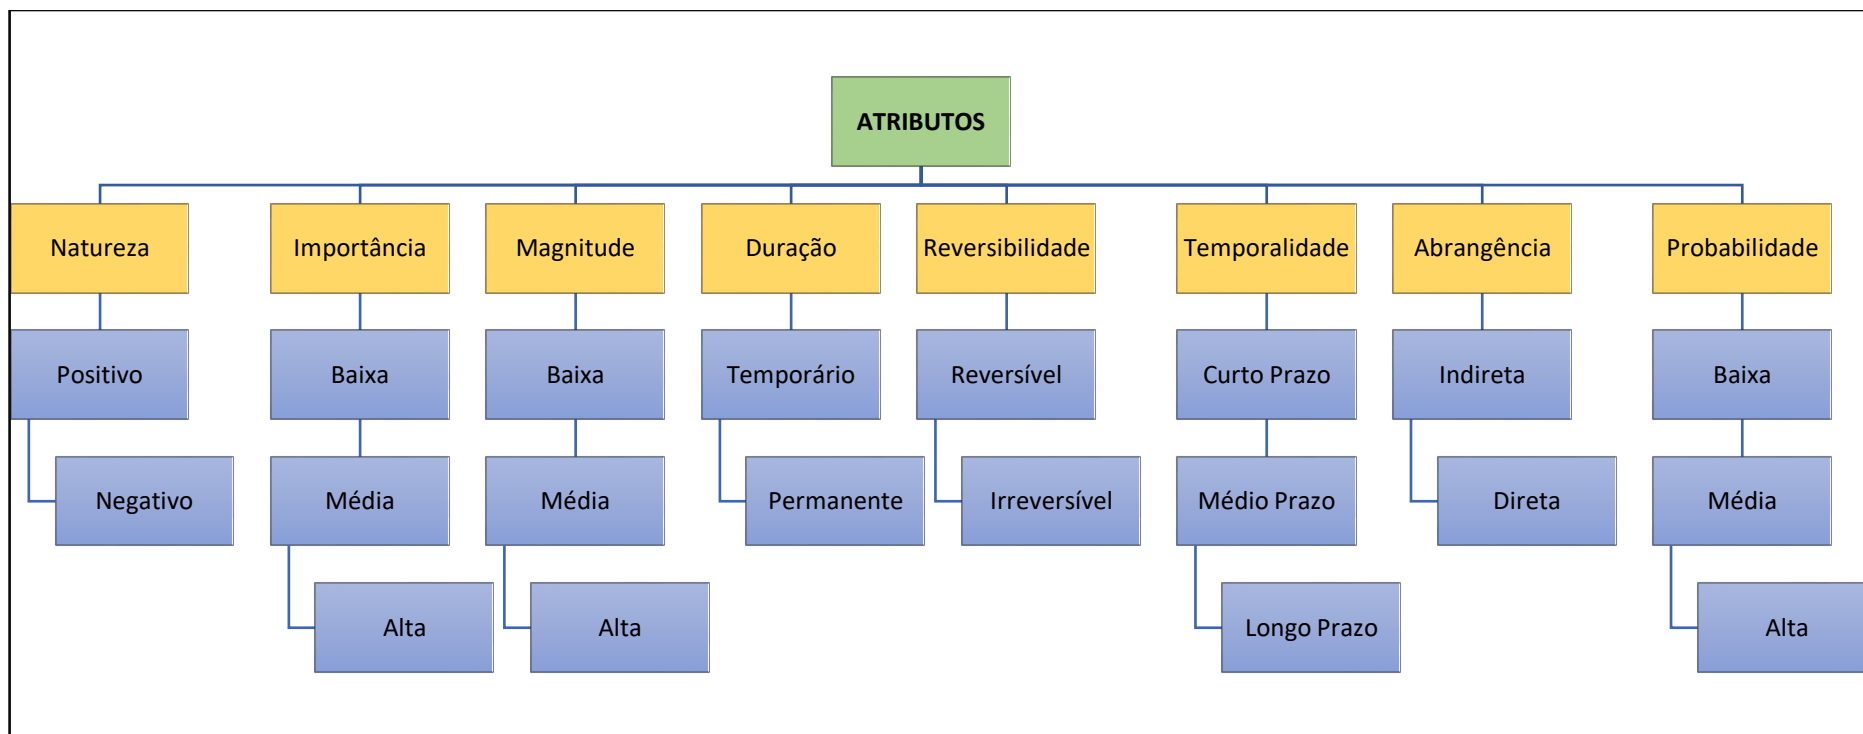 ATRIBUTOS
Natureza
Importância
Magnitude
Duração
Reversibilidade
Temporalidade
Abrangência
Probabilidade
Positivo
Baixa
Baixa
Temporário
Reversível
Curto Prazo
Indireta
Baixa
Negativo
Média
Média
Permanente
Irreversível
Médio Prazo
Direta
Média
Alta
Alta
Longo Prazo
Alta